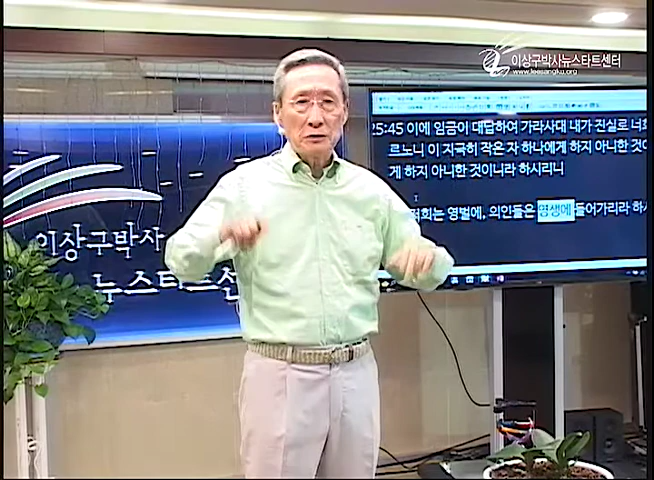 이상구박사뉴스타트센터
www.leesangku.org
25:45 이에 임금이 대답하여 가라사대 내가 진실로 너희
르노니 이 지극히 작은 자 하나에게 하지 아니한 것이
게 하지 아니한 것이니라 하시리니
저희는 영벌에, 의인들은 영생에 들어가리라 하시
이상구박사
뉴스타트센